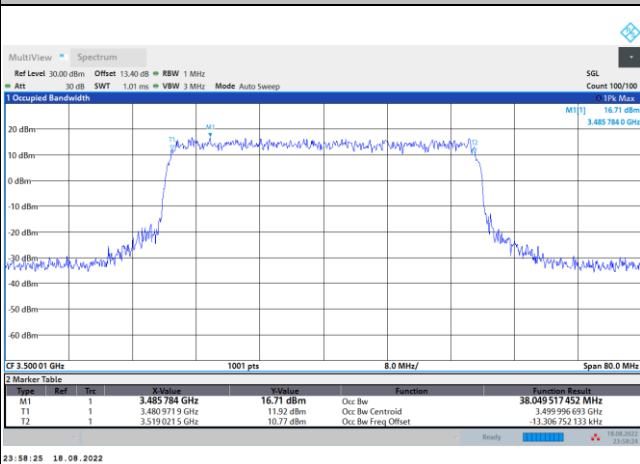 MultiView Spectrum
Ref Level 30.00 dBm Offset 13.40 dB RBW 1 MHz SGL
Att 30 dB SWT 1.01 ms VBW 3 MHz Mode Auto Sweep Count 100/100
1 Occupied Bandwidth 1Pk Max
M1[1] 16.71 dBm
3.485 784 0 GHz
M1
T1 T2
20 dBm
10 dBm
0 dBm
-10 dBm
-20 dBm
-30 dBm
-40 dBm
-50 dBm
-60 dBm
CF 3.500 01 GHz 1001 pts 8.0 MHz/ Span 80.0 MHz
2 Marker Table
Type Ref Trc X-Value Y-Value Function Function Result
M1 1 3.485 784 GHz 16.71 dBm Occ Bw 38.049 517 452 MHz
T1 1 3.480 971 9 GHz 11.92 dBm Occ Bw Centroid 3.499 996 693 GHz
T2 1 3.519 021 5 GHz 10.77 dBm Occ Bw Freq Offset -13.306 752 133 kHz
Ready 18.08.2022
23:58:24
23:58:25 18.08.2022